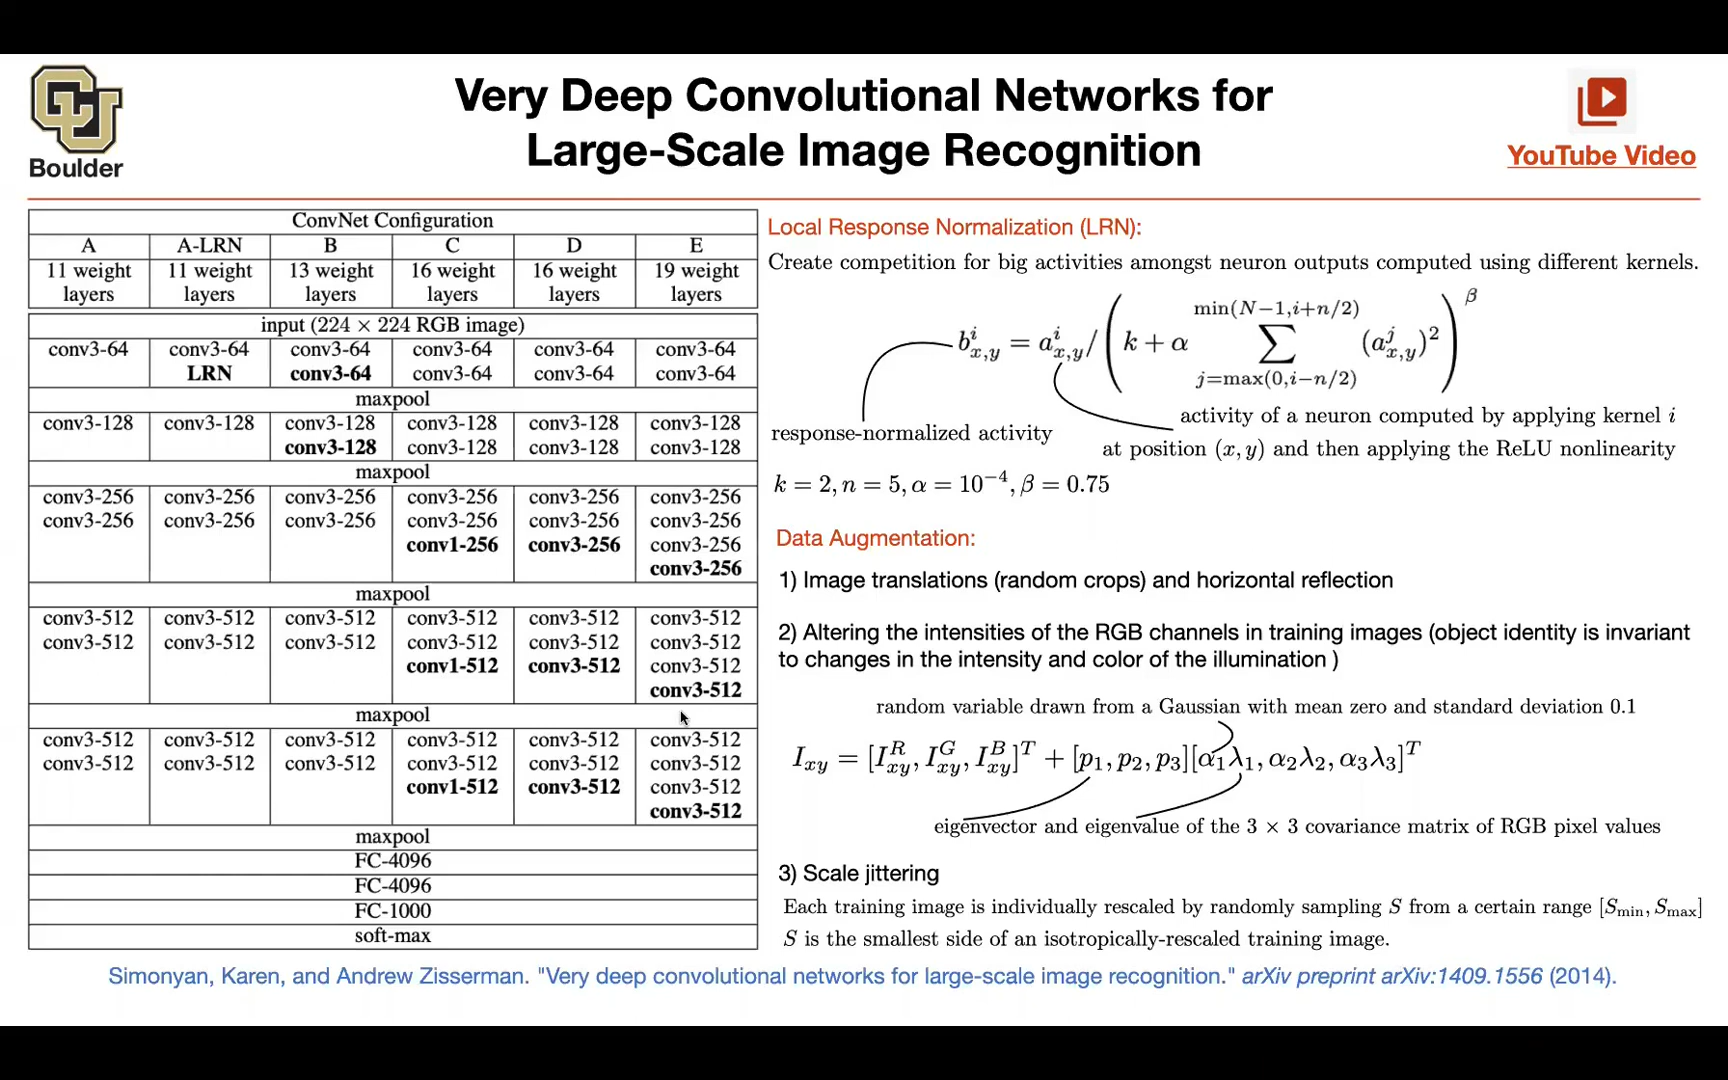 Boulder
Very Deep Convolutional Networks for
Large-Scale Image Recognition
YouTube Video
ConvNet Configuration
A A-LRN B C D E
11 weight layers 11 weight layers 13 weight layers 16 weight layers 16 weight layers 19 weight layers
input (224 × 224 RGB image)
conv3-64 conv3-64 conv3-64 conv3-64 conv3-64 conv3-64
LRN conv3-64 conv3-64 conv3-64 conv3-64
maxpool
conv3-128 conv3-128 conv3-128 conv3-128 conv3-128 conv3-128
conv3-128 conv3-128 conv3-128 conv3-128
maxpool
conv3-256 conv3-256 conv3-256 conv3-256 conv3-256 conv3-256
conv3-256 conv3-256 conv3-256 conv3-256 conv3-256 conv3-256
conv1-256 conv3-256 conv3-256
conv3-256
maxpool
conv3-512 conv3-512 conv3-512 conv3-512 conv3-512 conv3-512
conv3-512 conv3-512 conv3-512 conv3-512 conv3-512 conv3-512
conv1-512 conv3-512 conv3-512
conv3-512
maxpool
conv3-512 conv3-512 conv3-512 conv3-512 conv3-512 conv3-512
conv3-512 conv3-512 conv3-512 conv3-512 conv3-512 conv3-512
conv1-512 conv3-512 conv3-512
conv3-512
maxpool
FC-4096
FC-4096
FC-1000
soft-max
Local Response Normalization (LRN):
Create competition for big activities amongst neuron outputs computed using different kernels.
b^i_{x,y} = a^i_{x,y} / ( k + α ∑_{j=max(0,i−n/2)}^{min(N−1,i+n/2)} (a^j_{x,y})^2 )^β
response-normalized activity
activity of a neuron computed by applying kernel i
at position (x, y) and then applying the ReLU nonlinearity
k = 2, n = 5, α = 10^{−4}, β = 0.75
Data Augmentation:
1) Image translations (random crops) and horizontal reflection
2) Altering the intensities of the RGB channels in training images (object identity is invariant
to changes in the intensity and color of the illumination )
random variable drawn from a Gaussian with mean zero and standard deviation 0.1
I_{xy} = [I^R_{xy}, I^G_{xy}, I^B_{xy}]^T + [p_1, p_2, p_3][α_1λ_1, α_2λ_2, α_3λ_3]^T
eigenvector and eigenvalue of the 3 × 3 covariance matrix of RGB pixel values
3) Scale jittering
Each training image is individually rescaled by randomly sampling S from a certain range [S_min, S_max]
S is the smallest side of an isotropically-rescaled training image.
Simonyan, Karen, and Andrew Zisserman. "Very deep convolutional networks for large-scale image recognition." arXiv preprint arXiv:1409.1556 (2014).